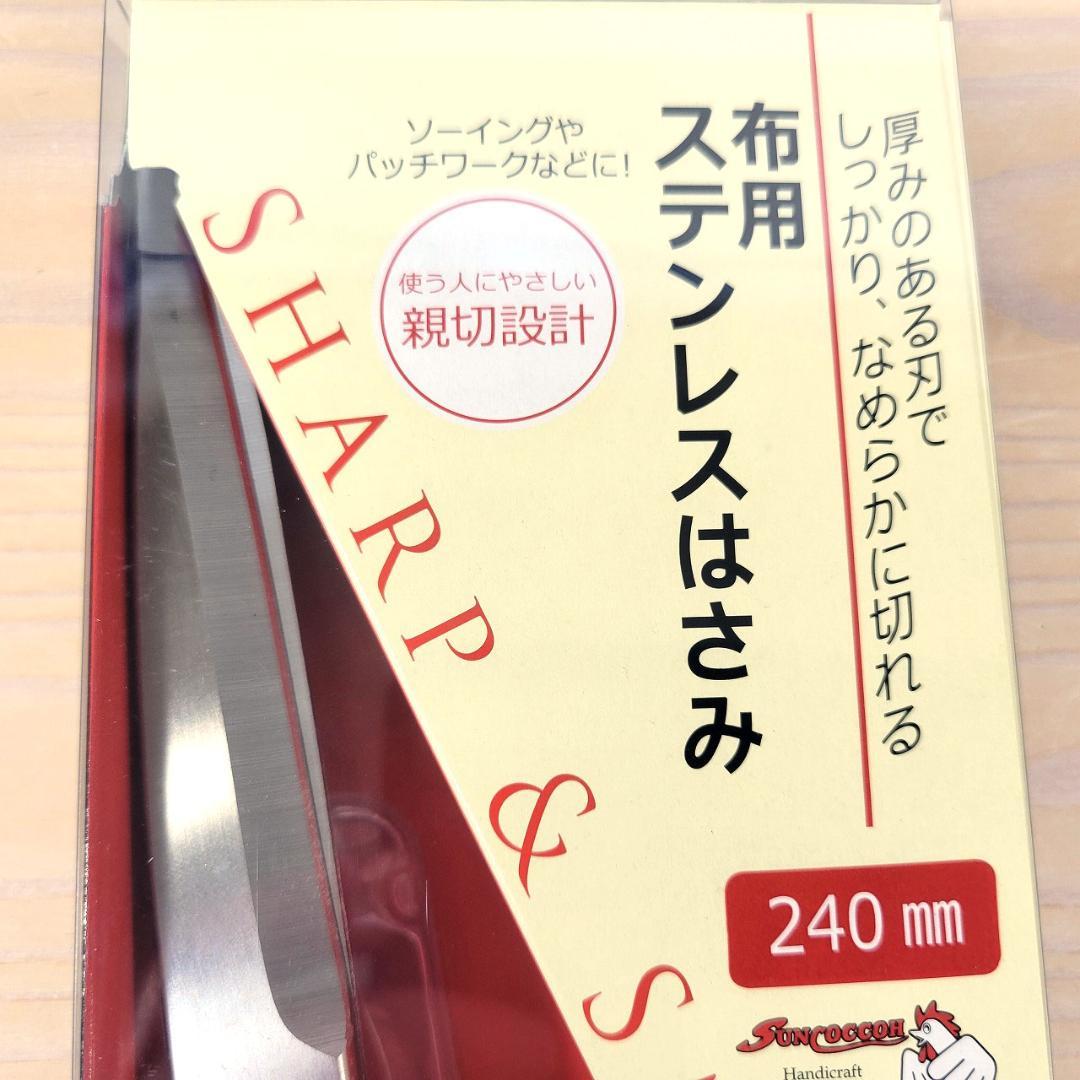 厚みのある刃で
しっかり、なめらかに切れる
布用
ステンレスはさみ
ソーイングや
パッチワークなどに!
使う人にやさしい
親切設計
SHARP & S
240 mm
SUNCOCCOH
Handicraft